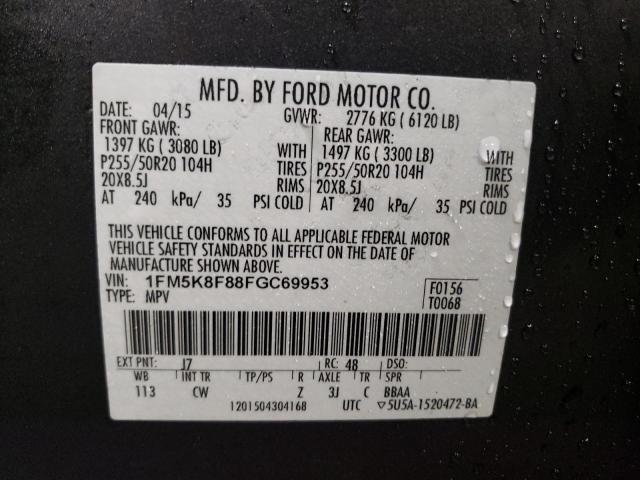 MFD. BY FORD MOTOR CO.
DATE: 04/15 GVWR: 2776 KG ( 6120 LB)
FRONT GAWR: REAR GAWR:
1397 KG ( 3080 LB) WITH 1497 KG ( 3300 LB) WITH
P255/50R20 104H TIRES P255/50R20 104H TIRES
20X8.5J RIMS 20X8.5J RIMS
AT 240 kPa/ 35 PSI COLD AT 240 kPa/ 35 PSI COLD
THIS VEHICLE CONFORMS TO ALL APPLICABLE FEDERAL MOTOR
VEHICLE SAFETY STANDARDS IN EFFECT ON THE DATE OF
MANUFACTURE SHOWN ABOVE.
VIN: 1FM5K8F88FGC69953 F0156
TYPE: MPV T0068
EXT PNT: J7 RC: 48 DSO:
WB INT TR TP/PS R AXLE TR SPR
113 CW Z 3J C BBAA
1201504304168 UTC ▽5U5A-1520472-BA